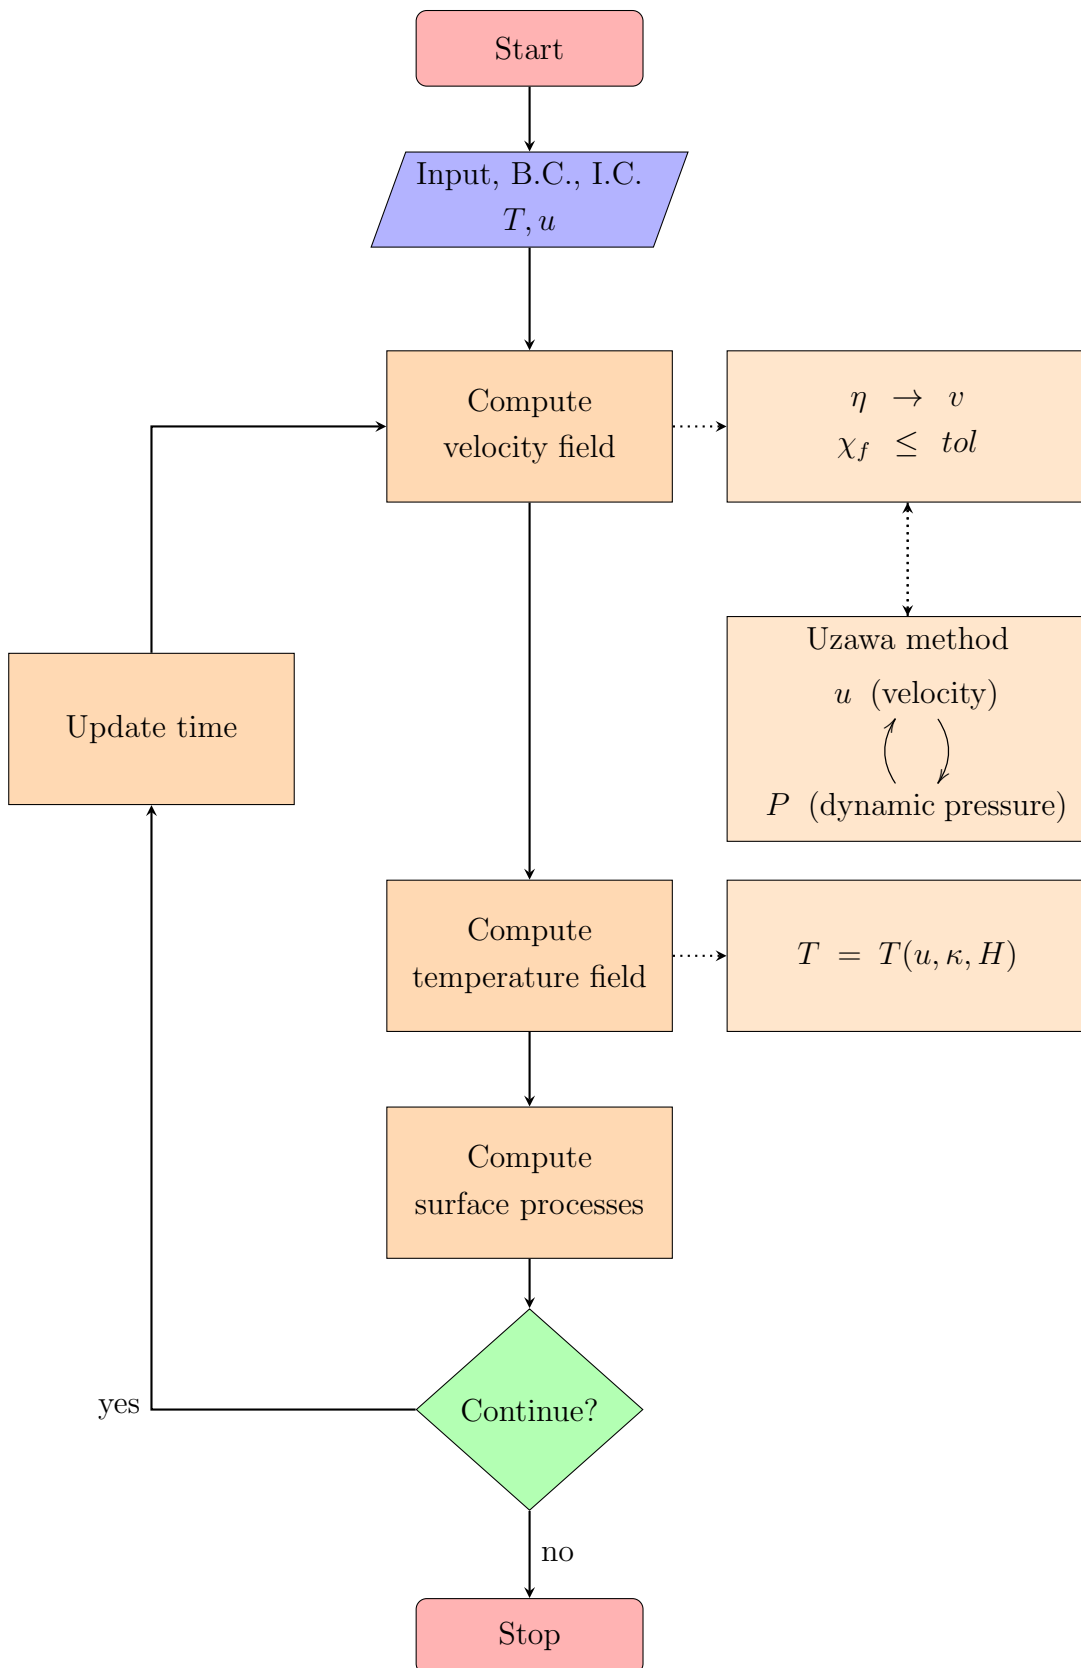 Start
Input, B.C., I.C.
T, u
Compute
velocity field
η → v
χ_f ≤ tol
Uzawa method
u (velocity)
P (dynamic pressure)
Update time
Compute
temperature field
T = T(u, κ, H)
Compute
surface processes
Continue?
yes
no
Stop